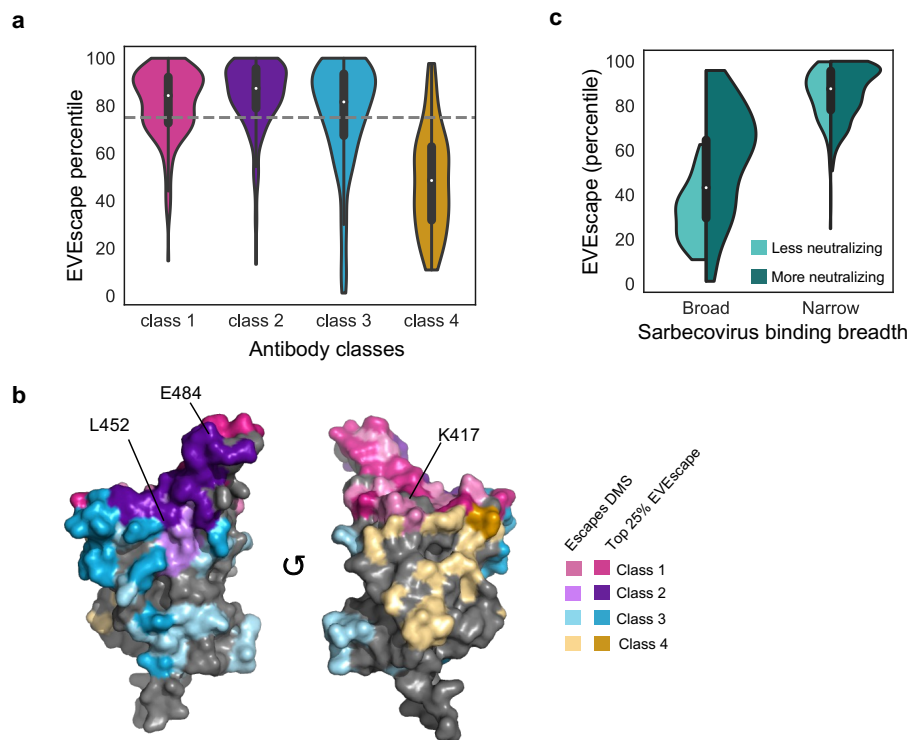 a
100
80
60
40
20
0
EVEscape percentile
class 1
class 2
class 3
class 4
Antibody classes
c
100
80
60
40
20
0
EVEscape (percentile)
Less neutralizing
More neutralizing
Broad
Narrow
Sarbecovirus binding breadth
b
E484
L452
K417
Escapes DMS
Top 25% EVEscape
Class 1
Class 2
Class 3
Class 4